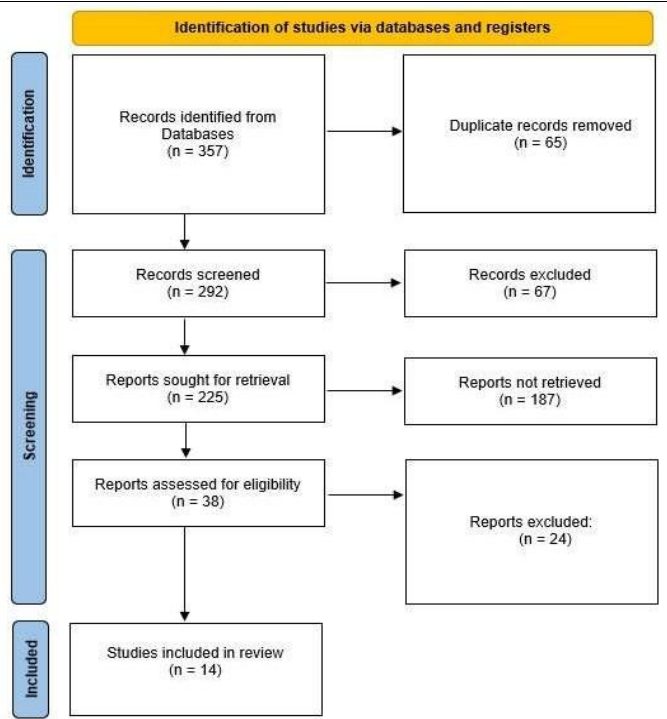 Identification of studies via databases and registers
Identification
Records identified from
Databases
(n = 357)
Duplicate records removed
(n = 65)
Screening
Records screened
(n = 292)
Records excluded
(n = 67)
Reports sought for retrieval
(n = 225)
Reports not retrieved
(n = 187)
Reports assessed for eligibility
(n = 38)
Reports excluded:
(n = 24)
Included
Studies included in review
(n = 14)